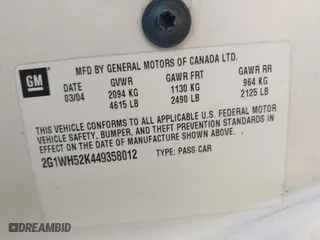 GM
MFD BY GENERAL MOTORS OF CANADA LTD.
DATE GVWR GAWR FRT GAWR RR
03/04 2094 KG 1130 KG 964 KG
4615 LB 2490 LB 2125 LB
THIS VEHICLE CONFORMS TO ALL APPLICABLE U.S. FEDERAL MOTOR
VEHICLE SAFETY, BUMPER, AND THEFT PREVENTION STANDARDS IN
EFFECT ON THE DATE OF MANUFACTURE SHOWN ABOVE.
2G1WH52K449358012 TYPE: PASS CAR